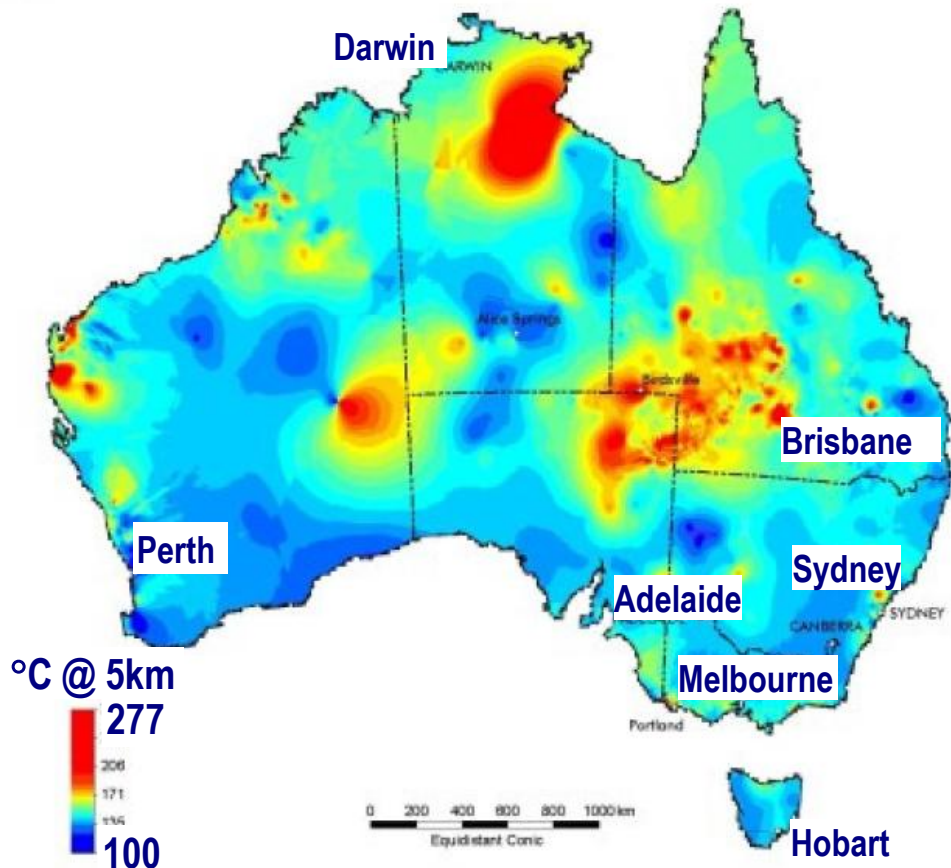 Darwin
DARWIN
Alice Springs
Birdsville
Brisbane
Perth
Sydney
Adelaide
SYDNEY
CANBERRA
°C @ 5km
Melbourne
277
Portland
206
171
0 200 400 600 800 1000 km
Equidistant Conic
100
Hobart